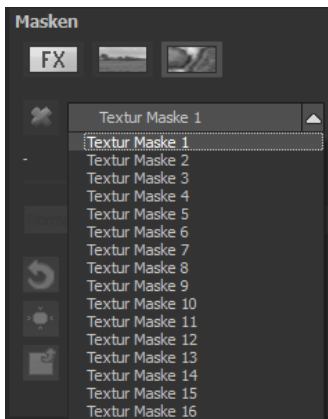 Masken
FX
Textur Maske 1
Textur Maske 1
Textur Maske 2
Textur Maske 3
Textur Maske 4
Textur Maske 5
Textur Maske 6
Textur Maske 7
Textur Maske 8
Textur Maske 9
Textur Maske 10
Textur Maske 11
Textur Maske 12
Textur Maske 13
Textur Maske 14
Textur Maske 15
Textur Maske 16